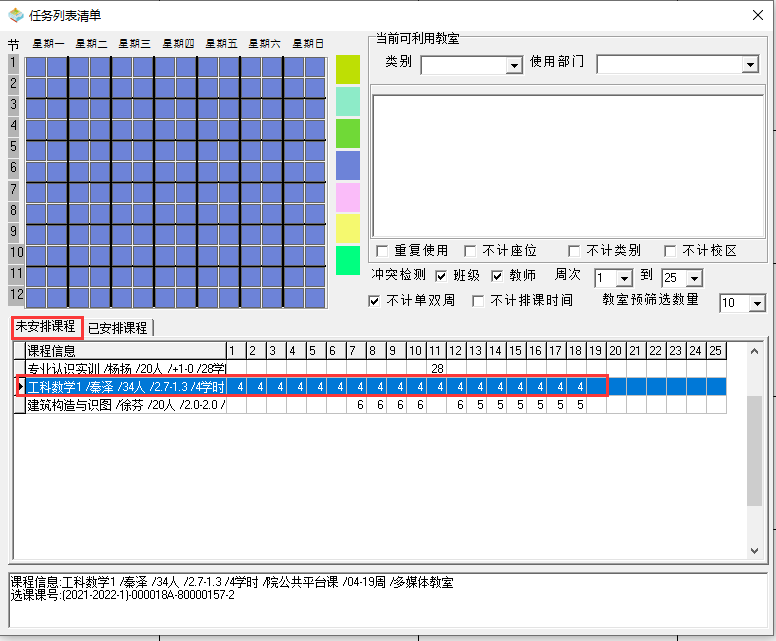 任务列表清单
节 星期一 星期二 星期三 星期四 星期五 星期六 星期日
1
2
3
4
5
6
7
8
9
10
11
12
当前可利用教室
类别 使用部门
重复使用 不计座位 不计类别 不计校区
冲突检测 班级 教师 周次 1 到 25
不计单双周 不计排课时间 教室预筛选数量 10
未安排课程 已安排课程
课程信息 1 2 3 4 5 6 7 8 9 10 11 12 13 14 15 16 17 18 19 20 21 22 23 24 25
专业认识实训 /杨扬 /20人 /+1-0 /28学 28
工科数学1 /秦泽 /34人 /2.7-1.3 /4学时 4 4 4 4 4 4 4 4 4 4 4 4 4 4 4 4 4 4
建筑构造与识图 /徐芬 /20人 /2.0-2.0 / 6 6 6 6 6 5 5 5 5 5 5
课程信息:工科数学1 /秦泽 /34人 /2.7-1.3 /4学时 /院公共平台课 /04-19周 /多媒体教室
选课课号:(2021-2022-1)-000018A-80000157-2